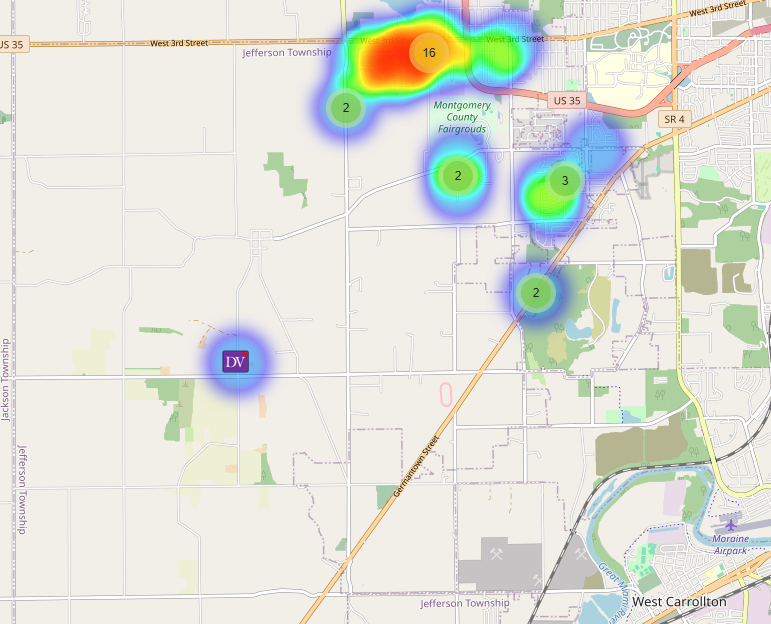 West 3rd Street
US 35
West 3rd Street
Jefferson Township
West 3rd Street
16
2
US 35
Montgomery
County
Fairgrouds
SR 4
2
3
2
DV
Jackson Township
Jefferson Township
Germantown Street
Moraine
Airpark
Great Miami River
West Carrollton
Jefferson Township